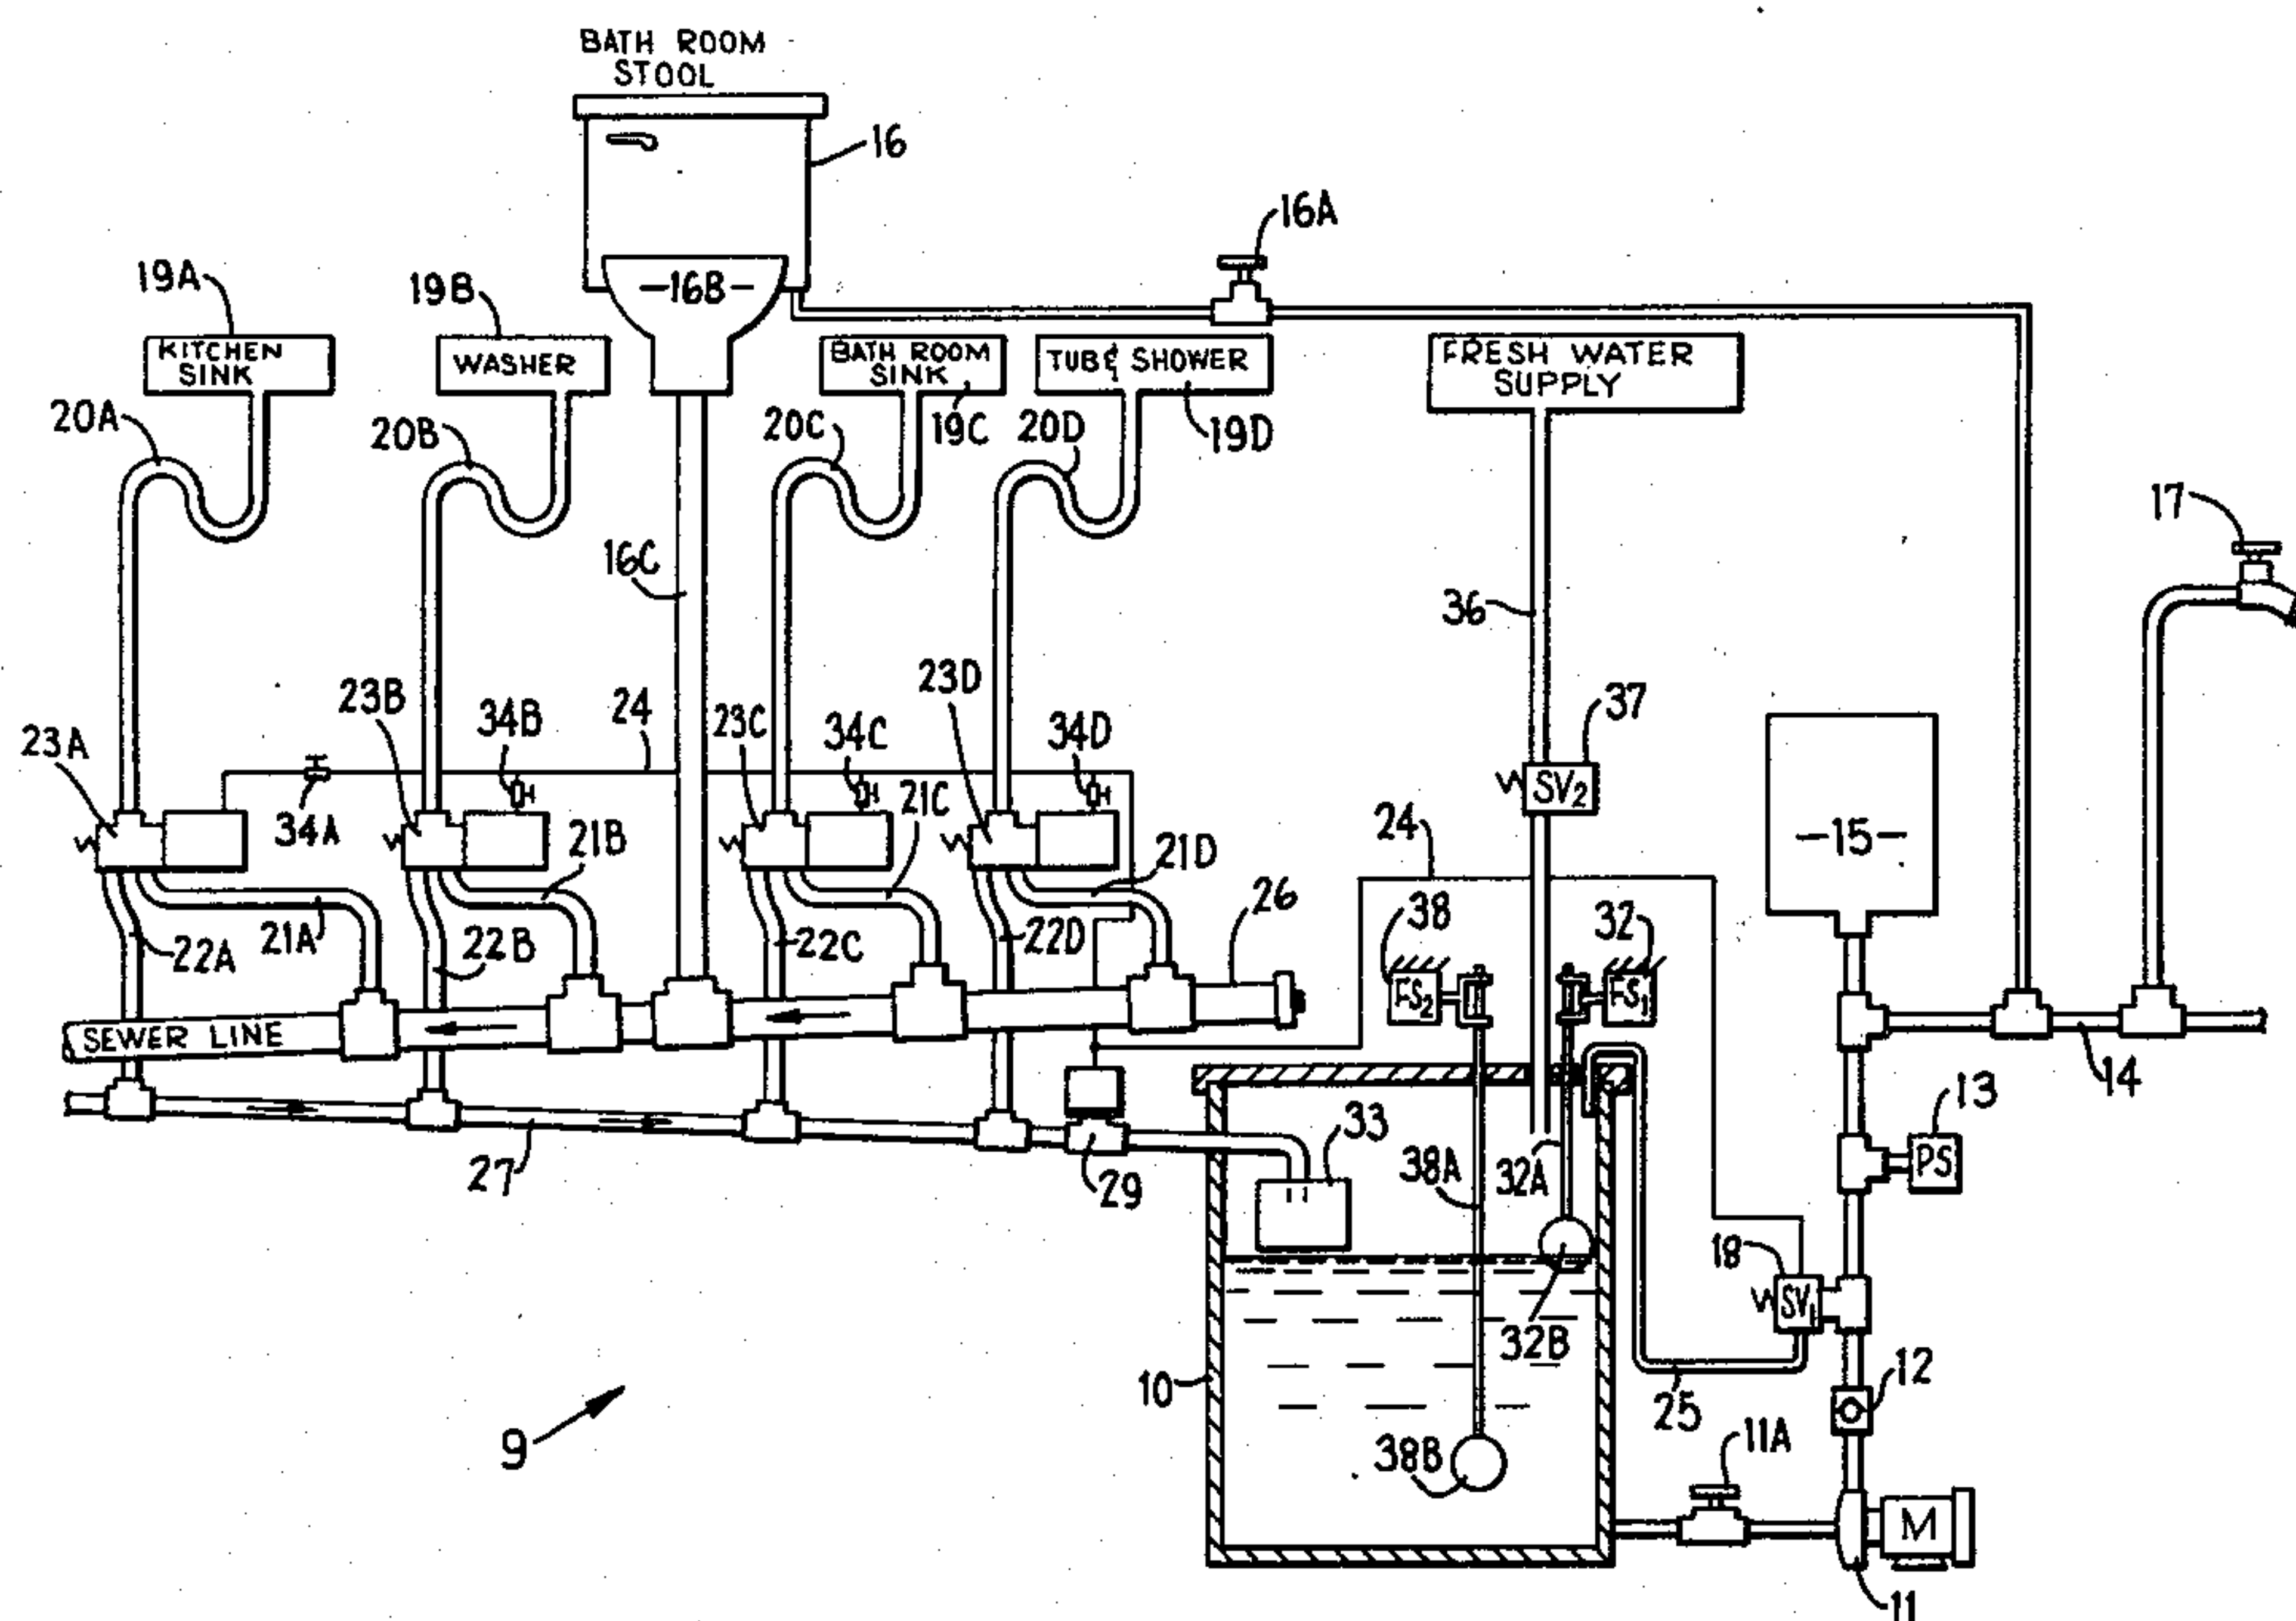 BATH ROOM
STOOL
16
16A
19A
19B
-16B-
KITCHEN
SINK
WASHER
BATH ROOM
SINK
TUB & SHOWER
FRESH WATER
SUPPLY
20A
20B
20C
19C
20D
19D
17
16C
36
23A
23B
34B
24
23C
34C
23D
34D
37
SV2
34A
21B
21C
21D
24
-15-
22A
21A
22B
22C
22D
26
38
32
FS2
FS1
SEWER LINE
14
13
PS
27
29
33
38A
32A
18
SV1
32B
10
25
12
9
38B
11A
M
11